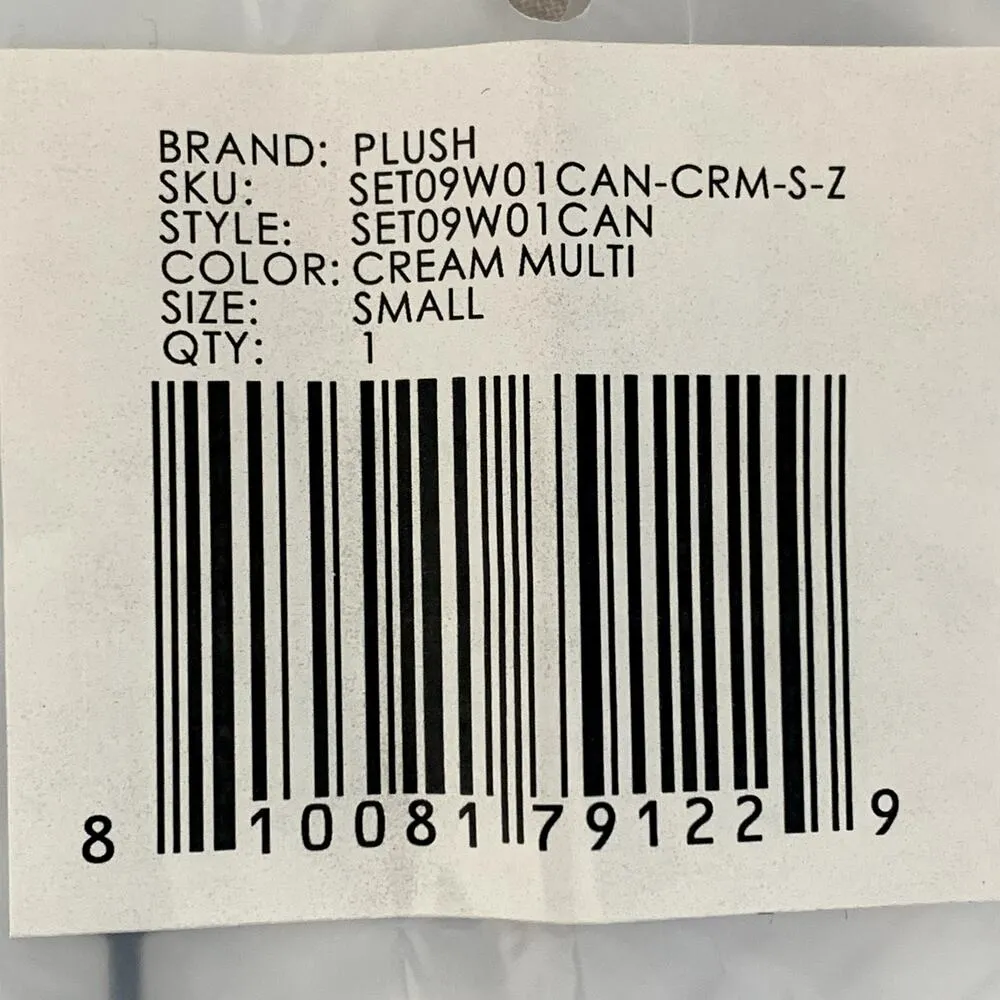 BRAND: PLUSH
SKU: SET09W01CAN-CRM-S-Z
STYLE: SET09W01CAN
COLOR: CREAM MULTI
SIZE: SMALL
QTY: 1
8 10081 79122 9